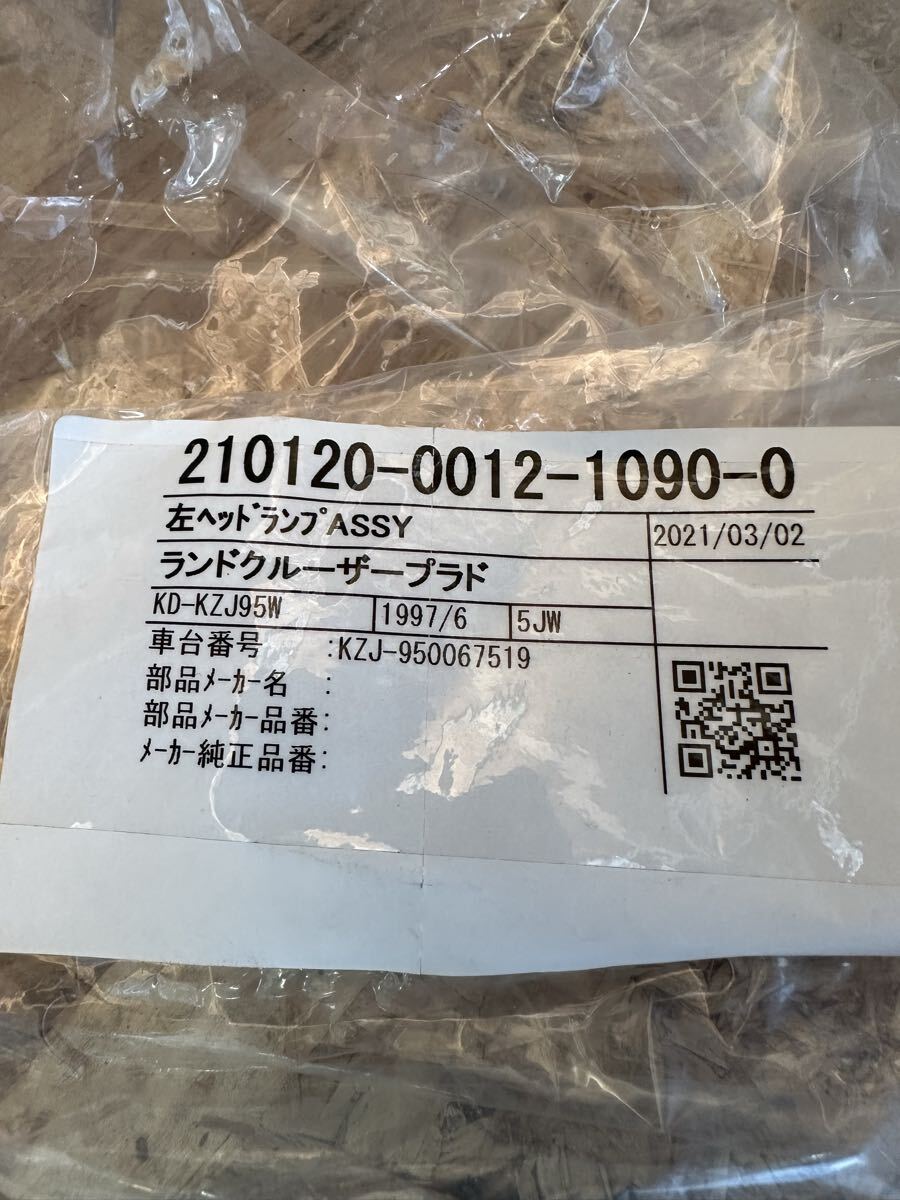 210120-0012-1090-0
左ﾍｯﾄﾞﾗﾝﾌﾟASSY 2021/03/02
ランドクルーザープラド
KD-KZJ95W 1997/6 5JW
車台番号 :KZJ-950067519
部品ﾒｰｶｰ名 :
部品ﾒｰｶｰ品番:
ﾒｰｶｰ純正品番: